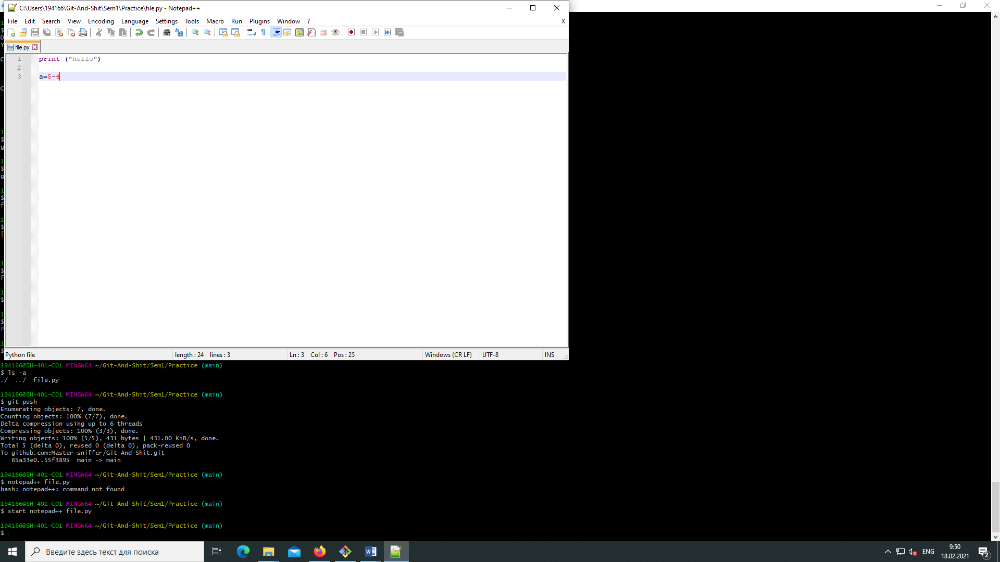 C:\Users\194166\Git-And-Shit\Sem1\Practice\file.py - Notepad++
File Edit Search View Encoding Language Settings Tools Macro Run Plugins Window ? X
file.py
1 print ("hello")
2
3 a=5-4
Python file length : 24 lines : 3 Ln : 3 Col : 6 Pos : 25 Windows (CR LF) UTF-8 INS
194166@SH-401-C01 MINGW64 ~/Git-And-Shit/Sem1/Practice (main)
$ ls -a
./ ../ file.py
194166@SH-401-C01 MINGW64 ~/Git-And-Shit/Sem1/Practice (main)
$ git push
Enumerating objects: 7, done.
Counting objects: 100% (7/7), done.
Delta compression using up to 6 threads
Compressing objects: 100% (3/3), done.
Writing objects: 100% (5/5), 431 bytes | 431.00 KiB/s, done.
Total 5 (delta 0), reused 0 (delta 0), pack-reused 0
To github.com:Master-sniffer/Git-And-Shit.git
65a33e0..55f3895 main -> main
194166@SH-401-C01 MINGW64 ~/Git-And-Shit/Sem1/Practice (main)
$ notepad++ file.py
bash: notepad++: command not found
194166@SH-401-C01 MINGW64 ~/Git-And-Shit/Sem1/Practice (main)
$ start notepad++ file.py
194166@SH-401-C01 MINGW64 ~/Git-And-Shit/Sem1/Practice (main)
$
Введите здесь текст для поиска
ENG
9:50
18.02.2021
2